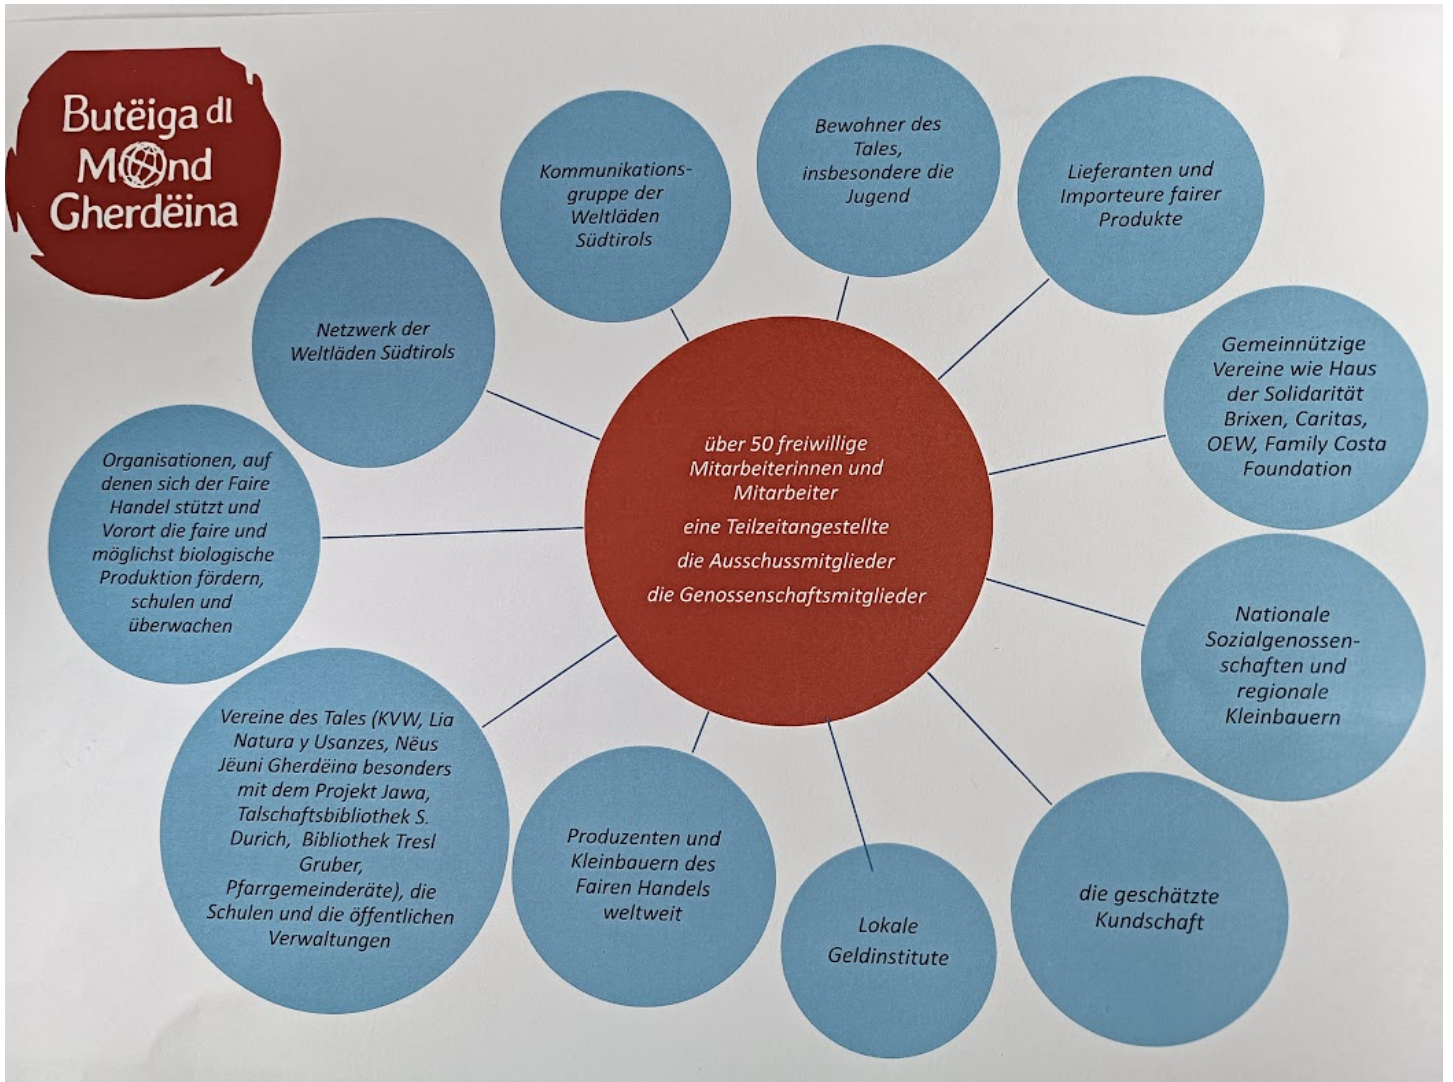 Butëiga dl
Mond
Gherdëina
Kommunikations-
gruppe der
Weltläden
Südtirols
Bewohner des
Tales,
insbesondere die
Jugend
Lieferanten und
Importeure fairer
Produkte
Netzwerk der
Weltläden Südtirols
Gemeinnützige
Vereine wie Haus
der Solidarität
Brixen, Caritas,
OEW, Family Costa
Foundation
Organisationen, auf
denen sich der Faire
Handel stützt und
Vorort die faire und
möglichst biologische
Produktion fördern,
schulen und
überwachen
über 50 freiwillige
Mitarbeiterinnen und
Mitarbeiter
eine Teilzeitangestellte
die Ausschussmitglieder
die Genossenschaftsmitglieder
Nationale
Sozialgenossen-
schaften und
regionale
Kleinbauern
Vereine des Tales (KVW, Lia
Natura y Usanzes, Nëus
Jëuni Gherdëina besonders
mit dem Projekt Jawa,
Talschaftsbibliothek S.
Durich, Bibliothek Tresl
Gruber,
Pfarrgemeinderäte), die
Schulen und die öffentlichen
Verwaltungen
Produzenten und
Kleinbauern des
Fairen Handels
weltweit
Lokale
Geldinstitute
die geschätzte
Kundschaft